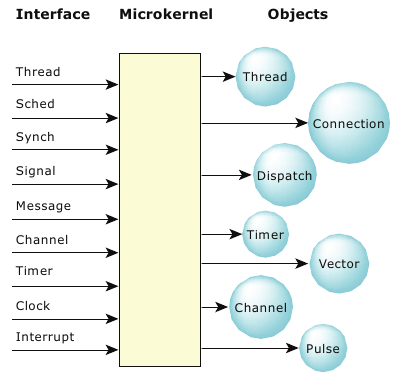 Interface Microkernel Objects
Thread
Sched
Synch
Signal
Message
Channel
Timer
Clock
Interrupt
Thread
Connection
Dispatch
Timer
Vector
Channel
Pulse